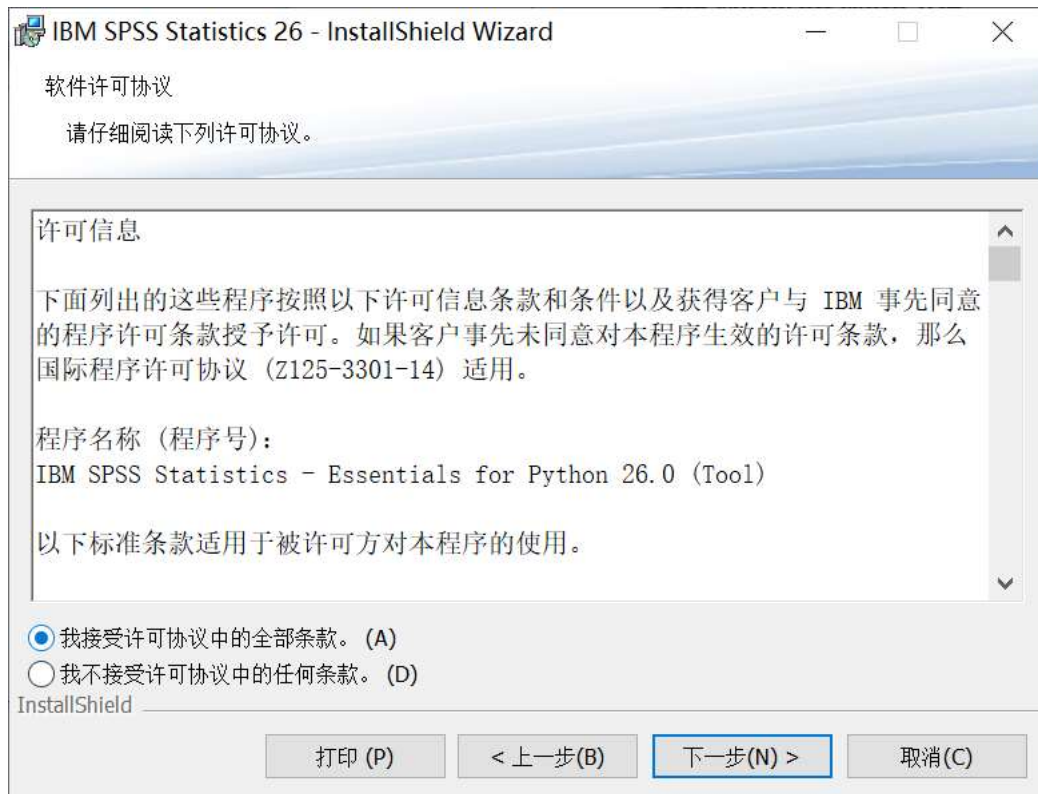 IBM SPSS Statistics 26 - InstallShield Wizard
软件许可协议
请仔细阅读下列许可协议。
许可信息
下面列出的这些程序按照以下许可信息条款和条件以及获得客户与 IBM 事先同意
的程序许可条款授予许可。如果客户事先未同意对本程序生效的许可条款，那么
国际程序许可协议 (Z125-3301-14) 适用。
程序名称 (程序号)：
IBM SPSS Statistics - Essentials for Python 26.0 (Tool)
以下标准条款适用于被许可方对本程序的使用。
我接受许可协议中的全部条款。(A)
我不接受许可协议中的任何条款。(D)
InstallShield
打印 (P)
< 上一步(B)
下一步(N) >
取消(C)